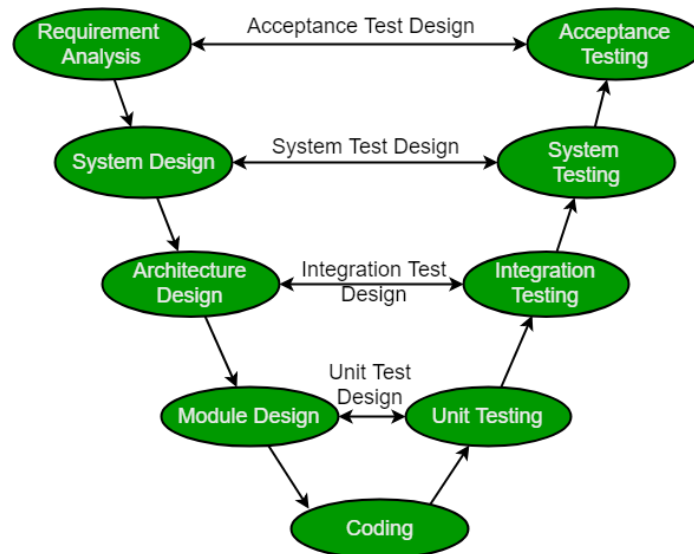 Requirement
Analysis
Acceptance Test Design
Acceptance
Testing
System Design
System Test Design
System
Testing
Architecture
Design
Integration Test
Design
Integration
Testing
Module Design
Unit Test
Design
Unit Testing
Coding